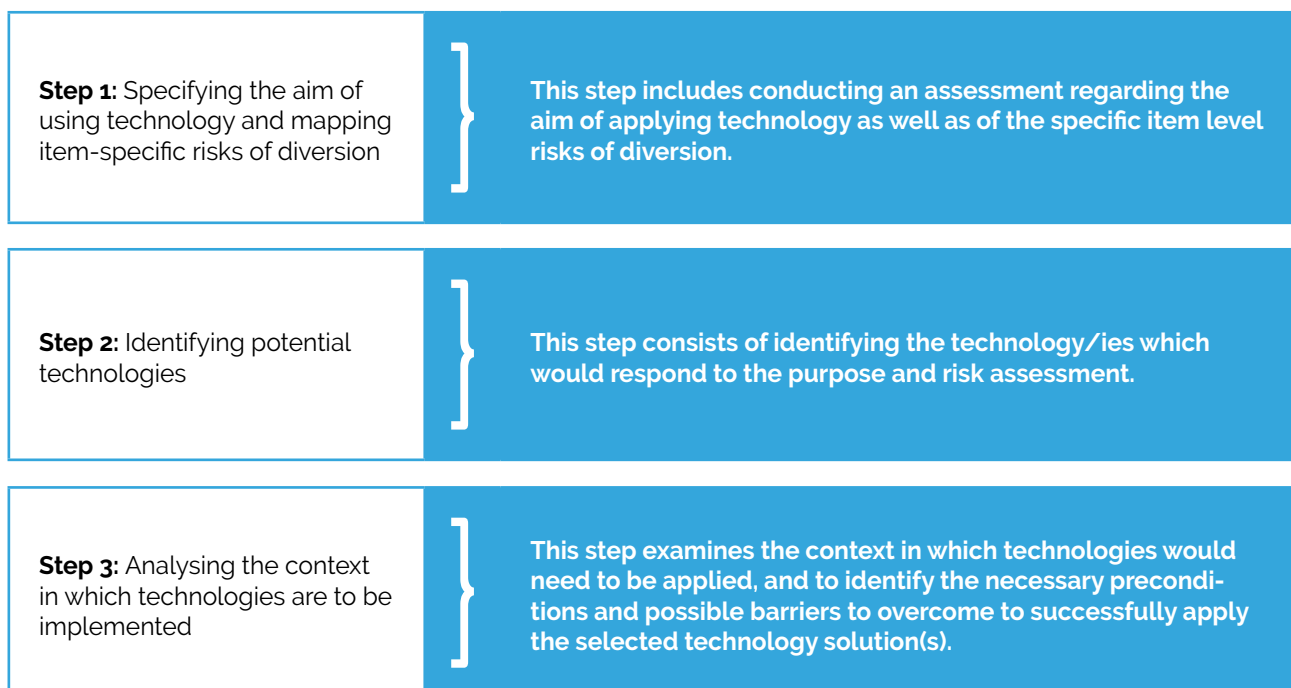 Step 1: Specifying the aim of
using technology and mapping
item-specific risks of diversion
This step includes conducting an assessment regarding the
aim of applying technology as well as of the specific item level
risks of diversion.
Step 2: Identifying potential
technologies
This step consists of identifying the technology/ies which
would respond to the purpose and risk assessment.
Step 3: Analysing the context
in which technologies are to be
implemented
This step examines the context in which technologies would
need to be applied, and to identify the necessary precondi-
tions and possible barriers to overcome to successfully apply
the selected technology solution(s).